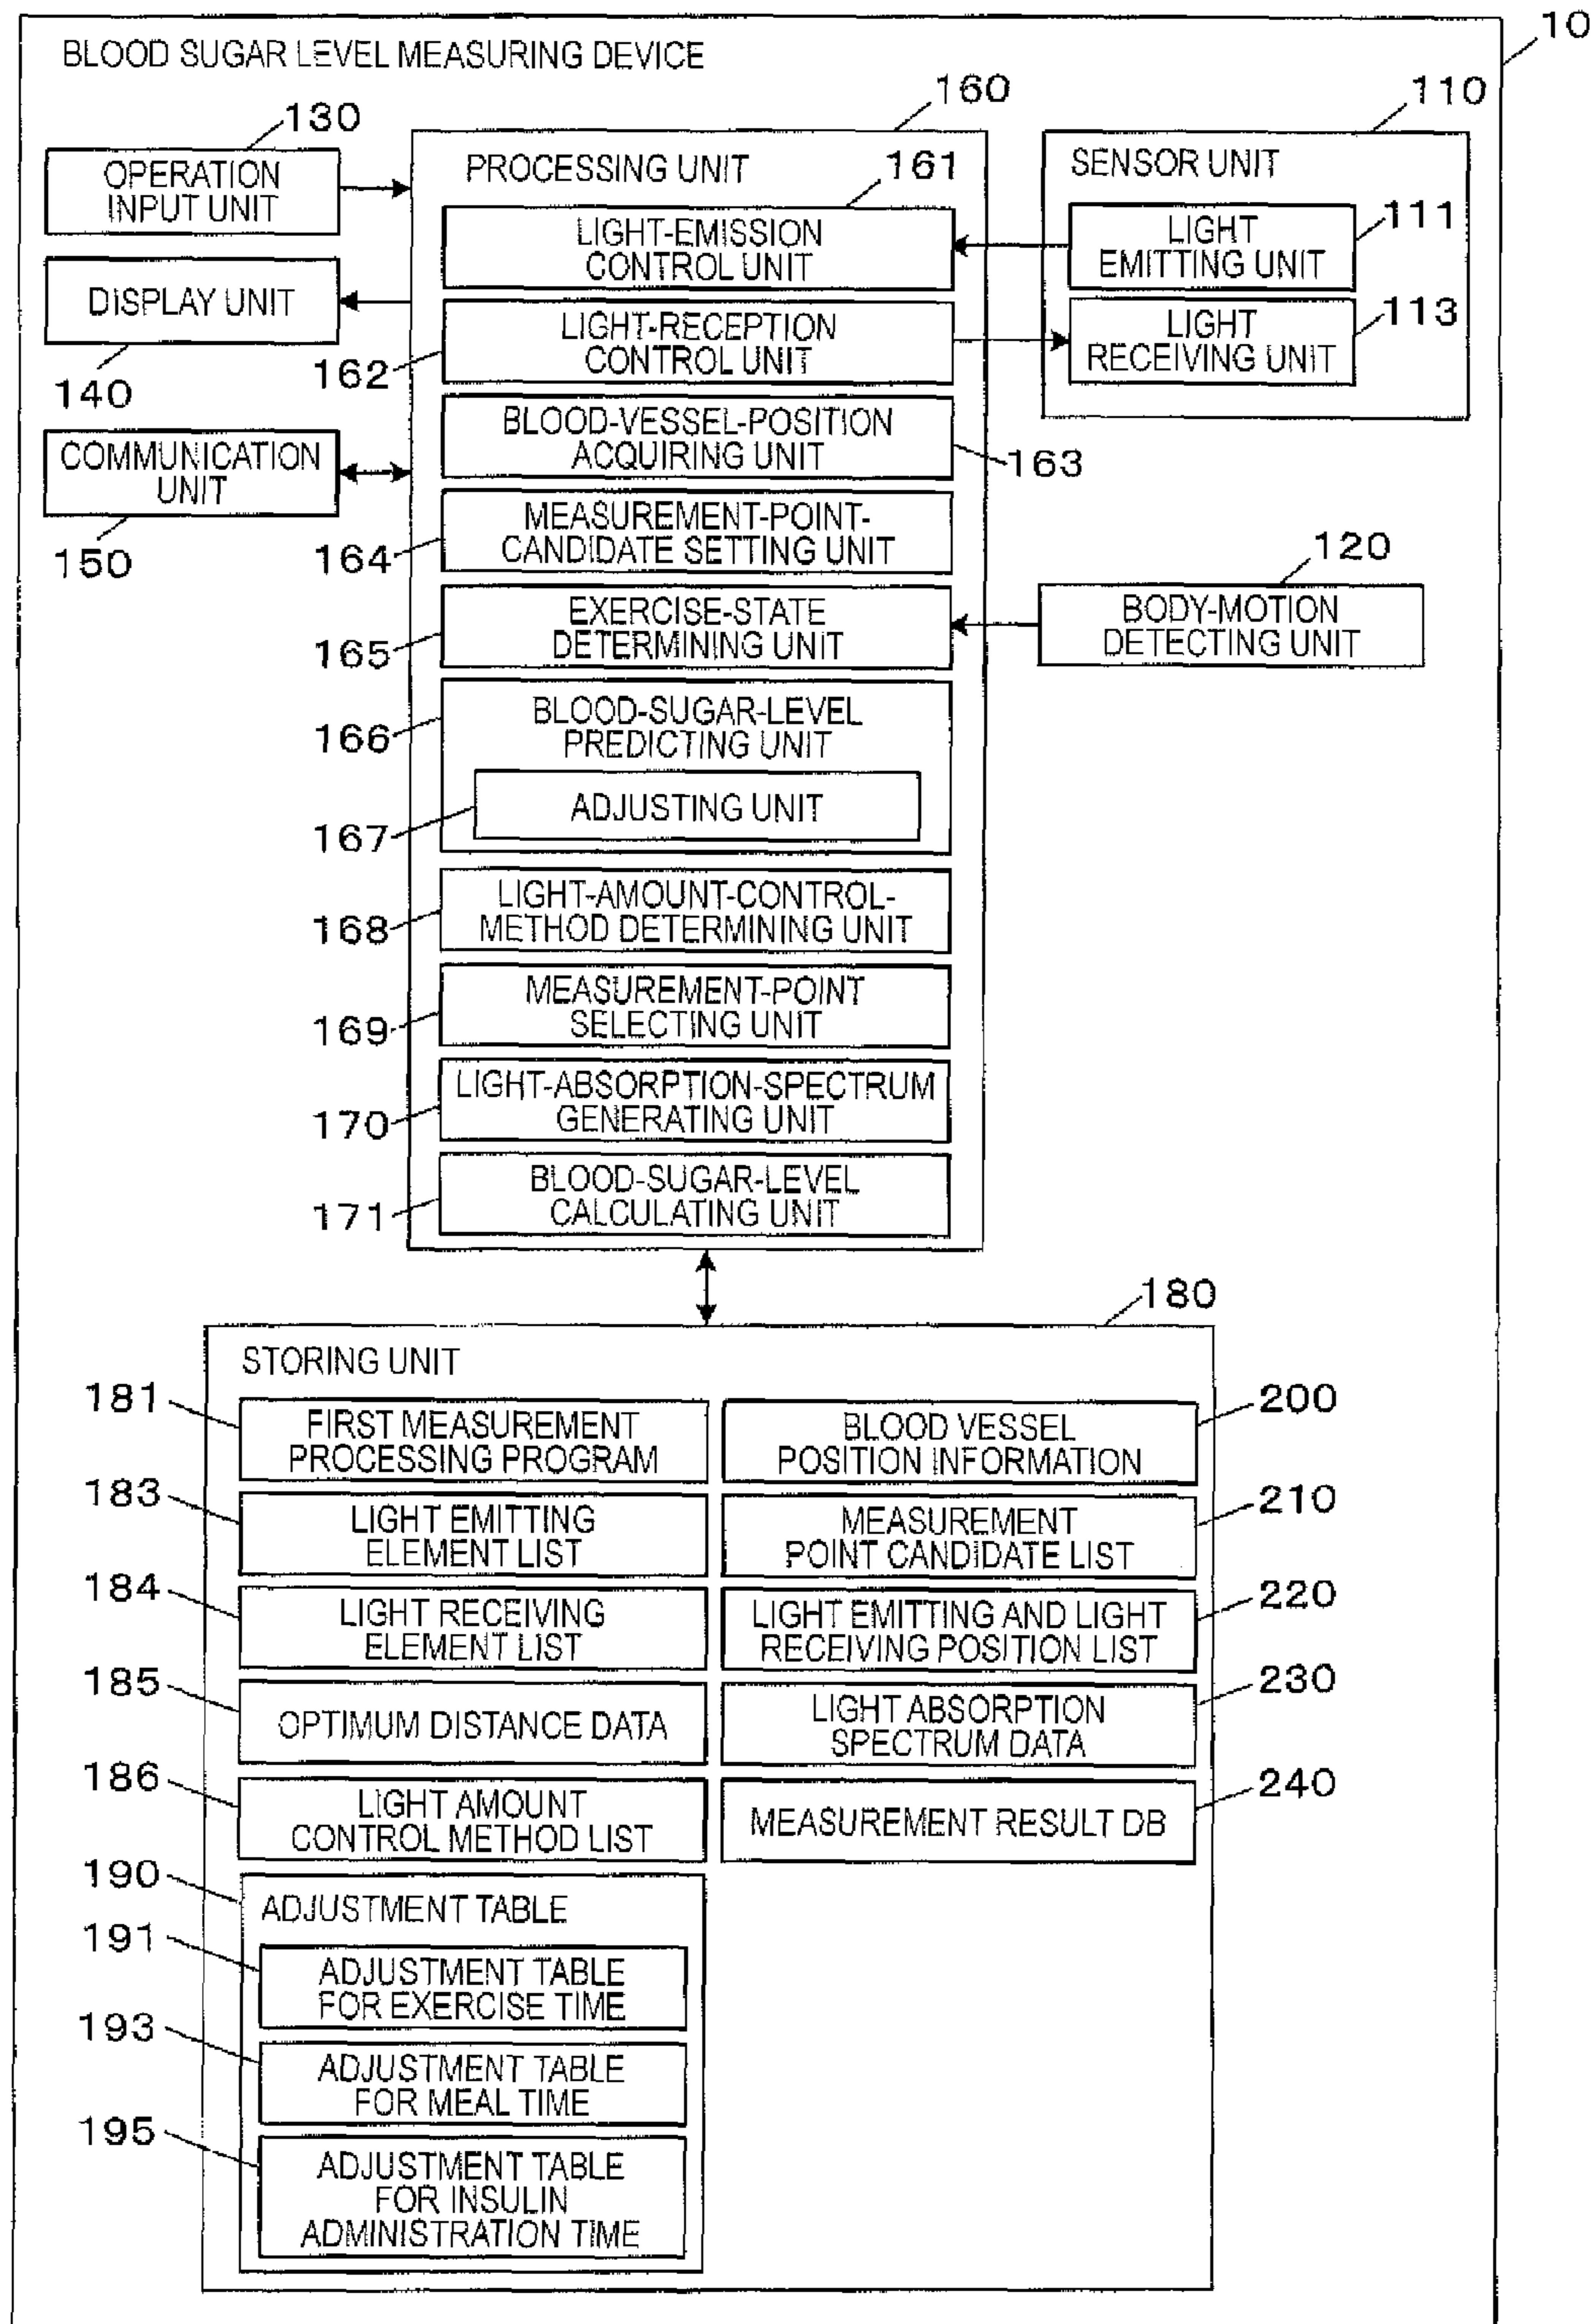 10
BLOOD SUGAR LEVEL MEASURING DEVICE
130
OPERATION
INPUT UNIT
DISPLAY UNIT
140
COMMUNICATION
UNIT
150
160
PROCESSING UNIT
161
LIGHT-EMISSION
CONTROL UNIT
LIGHT-RECEPTION
CONTROL UNIT
162
BLOOD-VESSEL-POSITION
ACQUIRING UNIT
163
MEASUREMENT-POINT-
CANDIDATE SETTING UNIT
164
EXERCISE-STATE
DETERMINING UNIT
165
BLOOD-SUGAR-LEVEL
PREDICTING UNIT
166
ADJUSTING UNIT
167
LIGHT-AMOUNT-CONTROL-
METHOD DETERMINING UNIT
168
MEASUREMENT-POINT
SELECTING UNIT
169
LIGHT-ABSORPTION-SPECTRUM
GENERATING UNIT
170
BLOOD-SUGAR-LEVEL
CALCULATING UNIT
171
110
SENSOR UNIT
111
LIGHT
EMITTING UNIT
113
LIGHT
RECEIVING UNIT
120
BODY-MOTION
DETECTING UNIT
180
STORING UNIT
181
FIRST MEASUREMENT
PROCESSING PROGRAM
183
LIGHT EMITTING
ELEMENT LIST
184
LIGHT RECEIVING
ELEMENT LIST
185
OPTIMUM DISTANCE DATA
186
LIGHT AMOUNT
CONTROL METHOD LIST
190
ADJUSTMENT TABLE
191
ADJUSTMENT TABLE
FOR EXERCISE TIME
193
ADJUSTMENT TABLE
FOR MEAL TIME
195
ADJUSTMENT TABLE
FOR INSULIN
ADMINISTRATION TIME
200
BLOOD VESSEL
POSITION INFORMATION
210
MEASUREMENT
POINT CANDIDATE LIST
220
LIGHT EMITTING AND LIGHT
RECEIVING POSITION LIST
230
LIGHT ABSORPTION
SPECTRUM DATA
240
MEASUREMENT RESULT DB